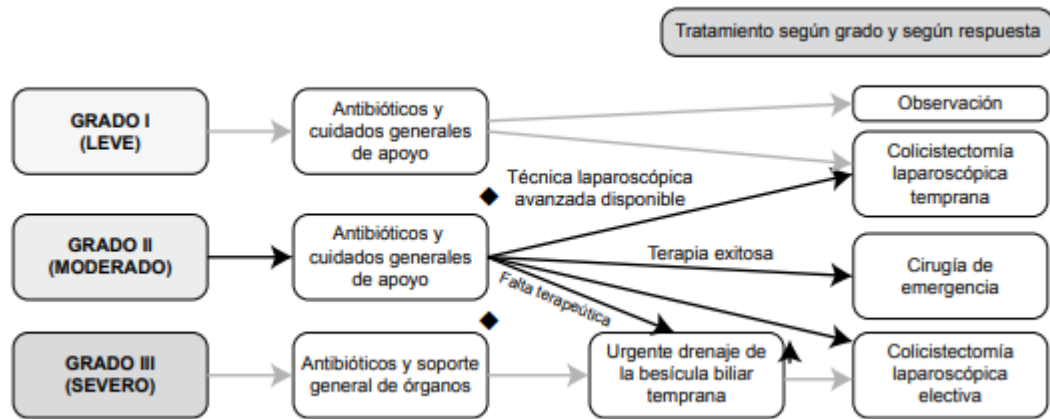 Tratamiento según grado y según respuesta
GRADO I
(LEVE)
Antibióticos y
cuidados generales
de apoyo
Observación
Colicistectomía
laparoscópica
temprana
Técnica laparoscópica
avanzada disponible
GRADO II
(MODERADO)
Antibióticos y
cuidados generales
de apoyo
Terapia exitosa
Falta terapeútica
Cirugía de
emergencia
GRADO III
(SEVERO)
Antibióticos y soporte
general de órganos
Urgente drenaje de
la besícula biliar
temprana
Colicistectomía
laparoscópica
electiva